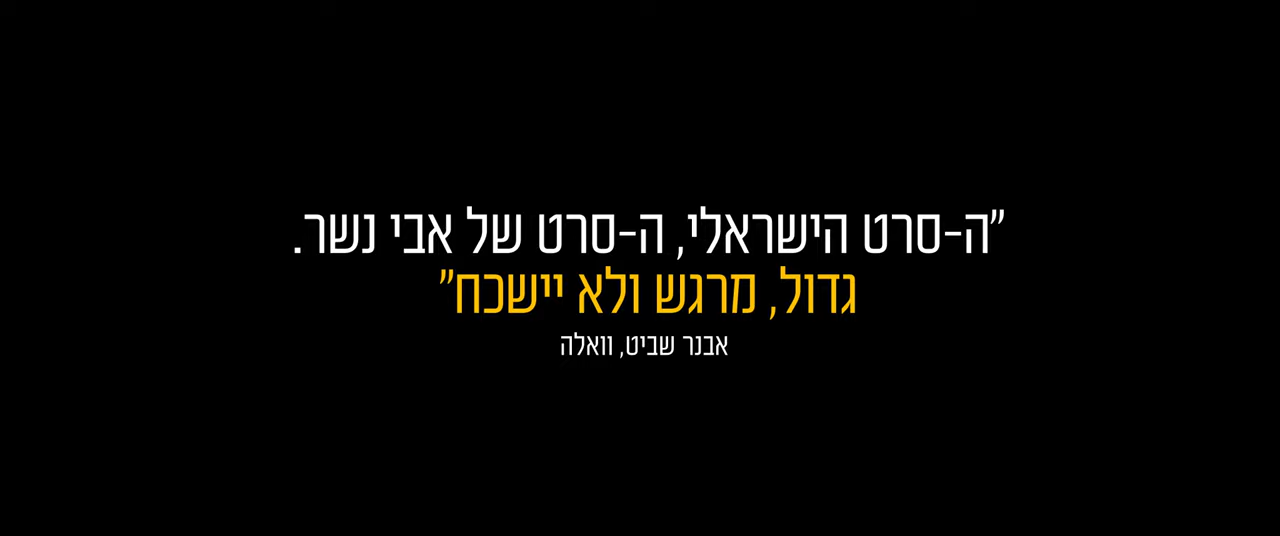 "ה-סרט הישראלי, ה-סרט של אבי נשר.
גדול, מרגש ולא יישכח"
אבנר שביט, וואלה